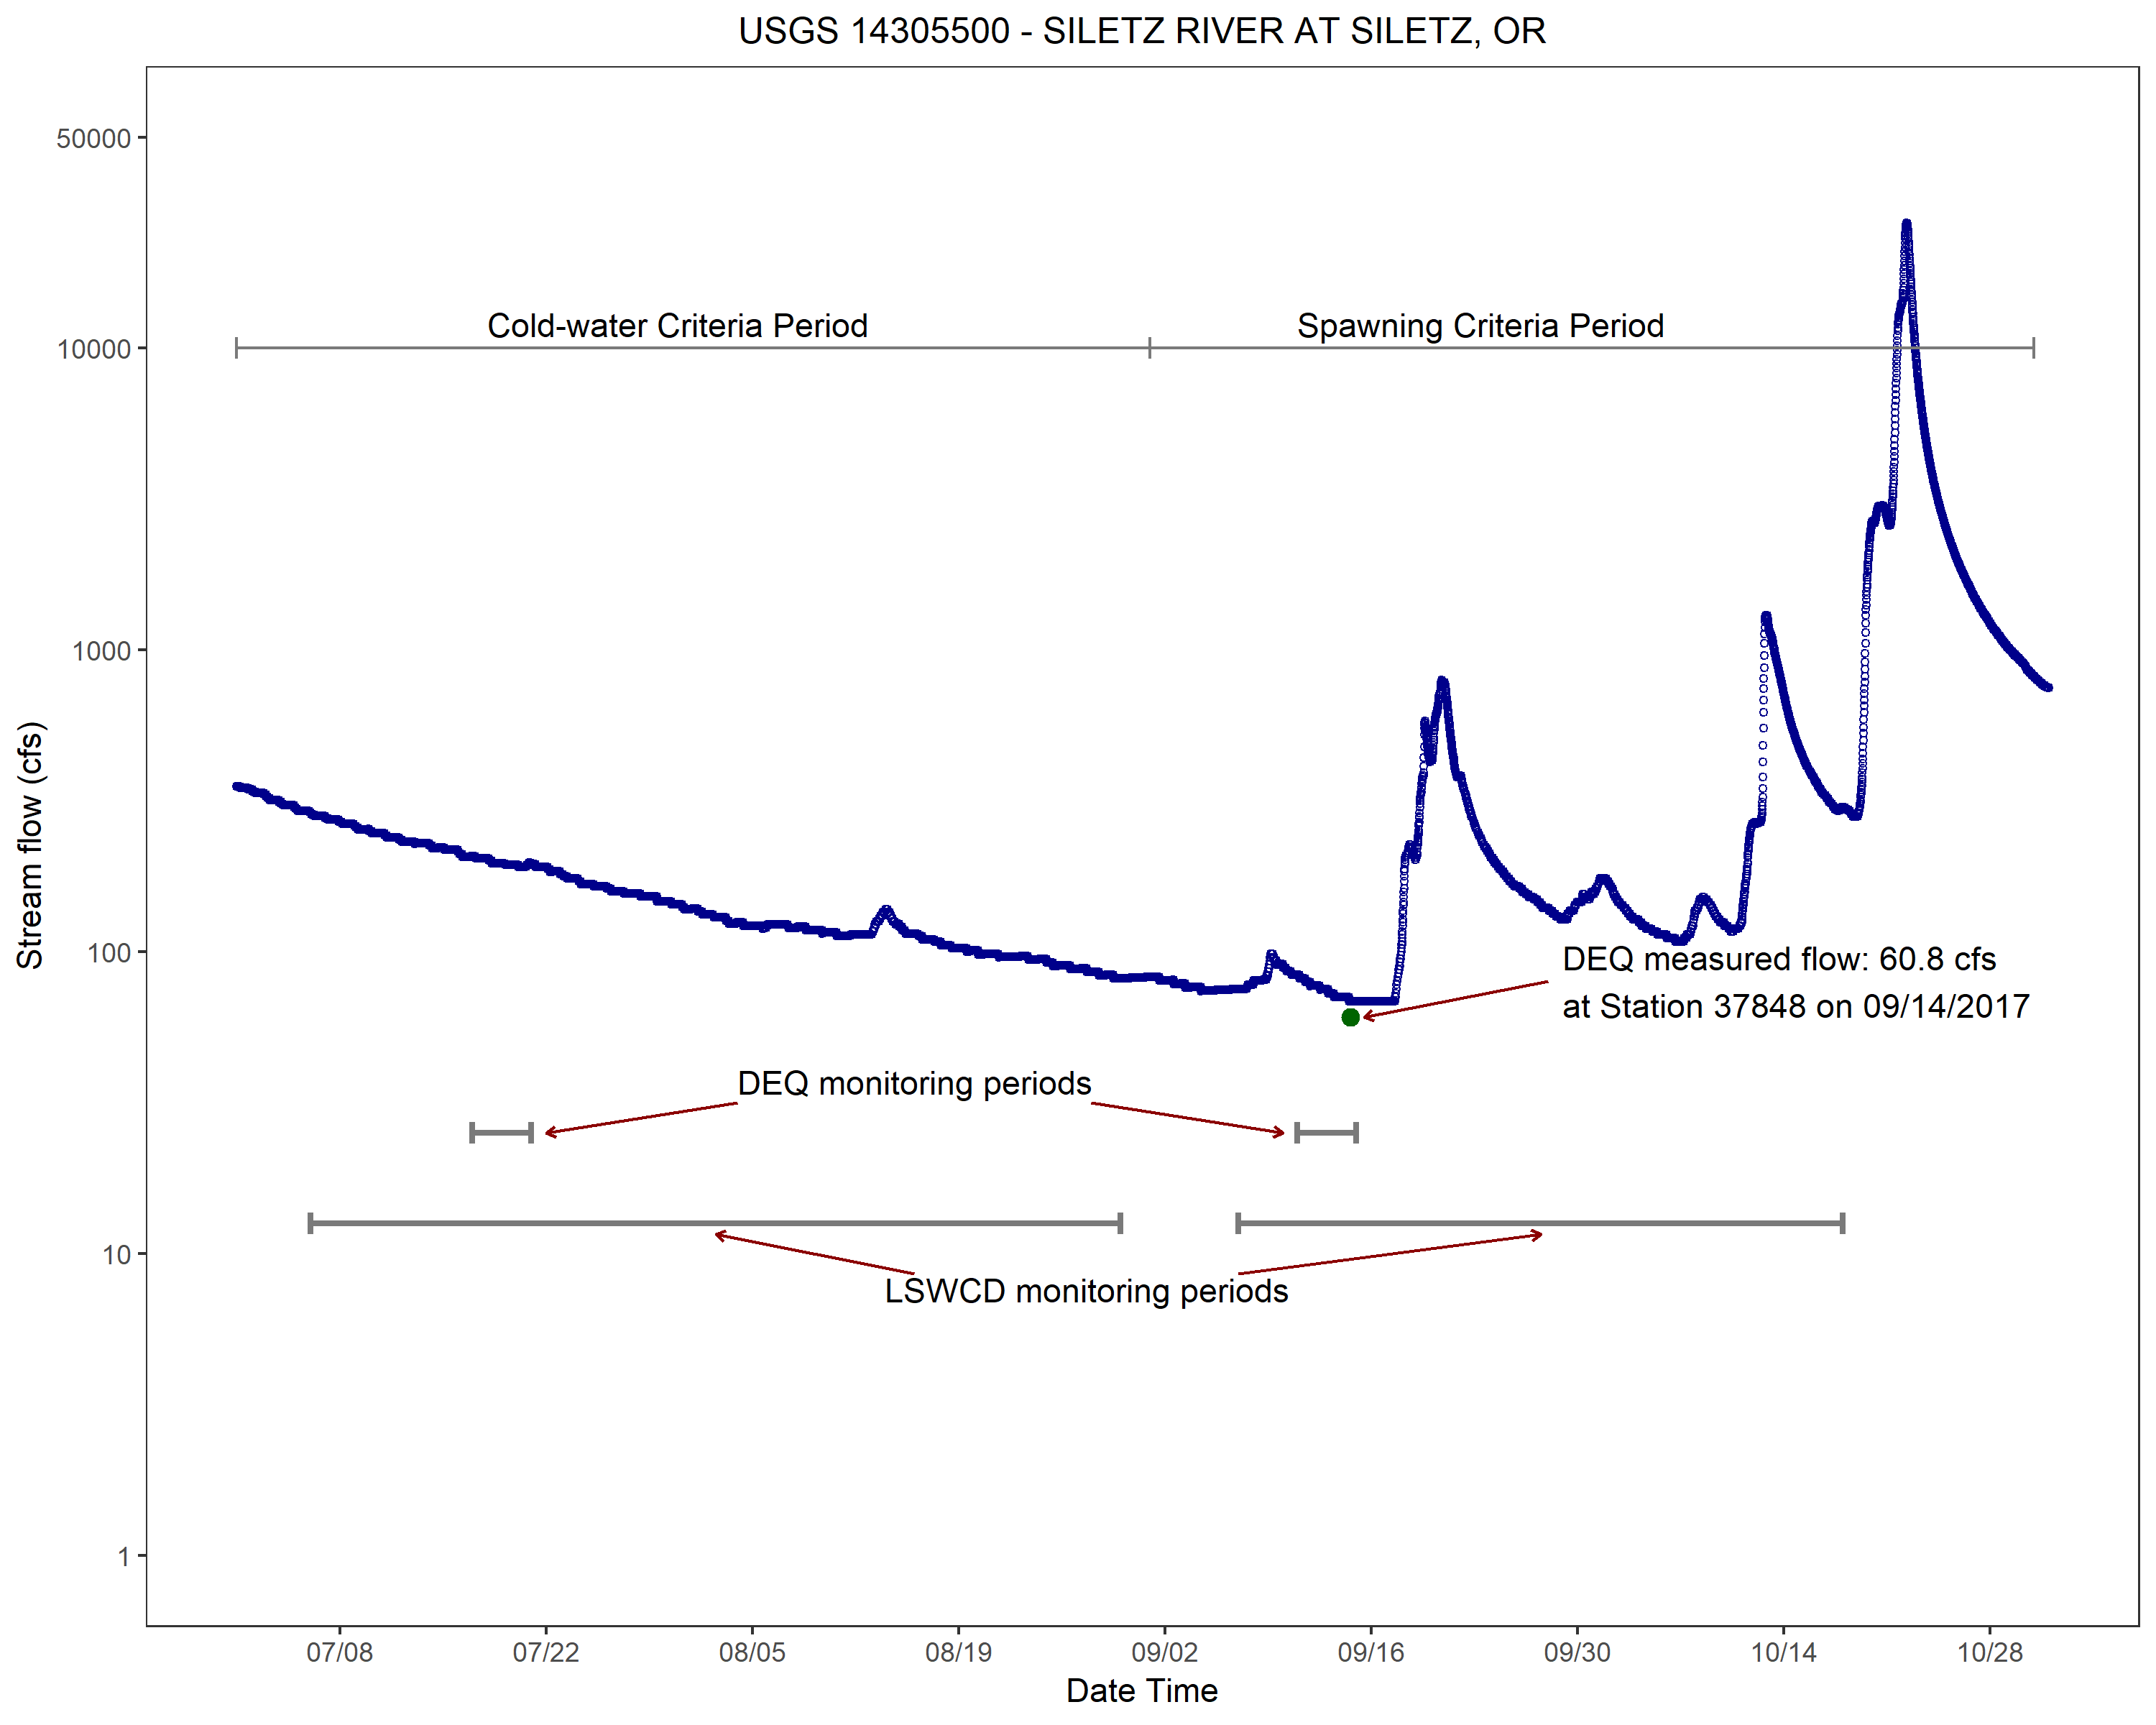 USGS 14305500 - SILETZ RIVER AT SILETZ, OR
50000
10000
1000
100
10
1
Stream flow (cfs)
Cold-water Criteria Period
Spawning Criteria Period
DEQ measured flow: 60.8 cfs
at Station 37848 on 09/14/2017
DEQ monitoring periods
LSWCD monitoring periods
07/08 07/22 08/05 08/19 09/02 09/16 09/30 10/14 10/28
Date Time